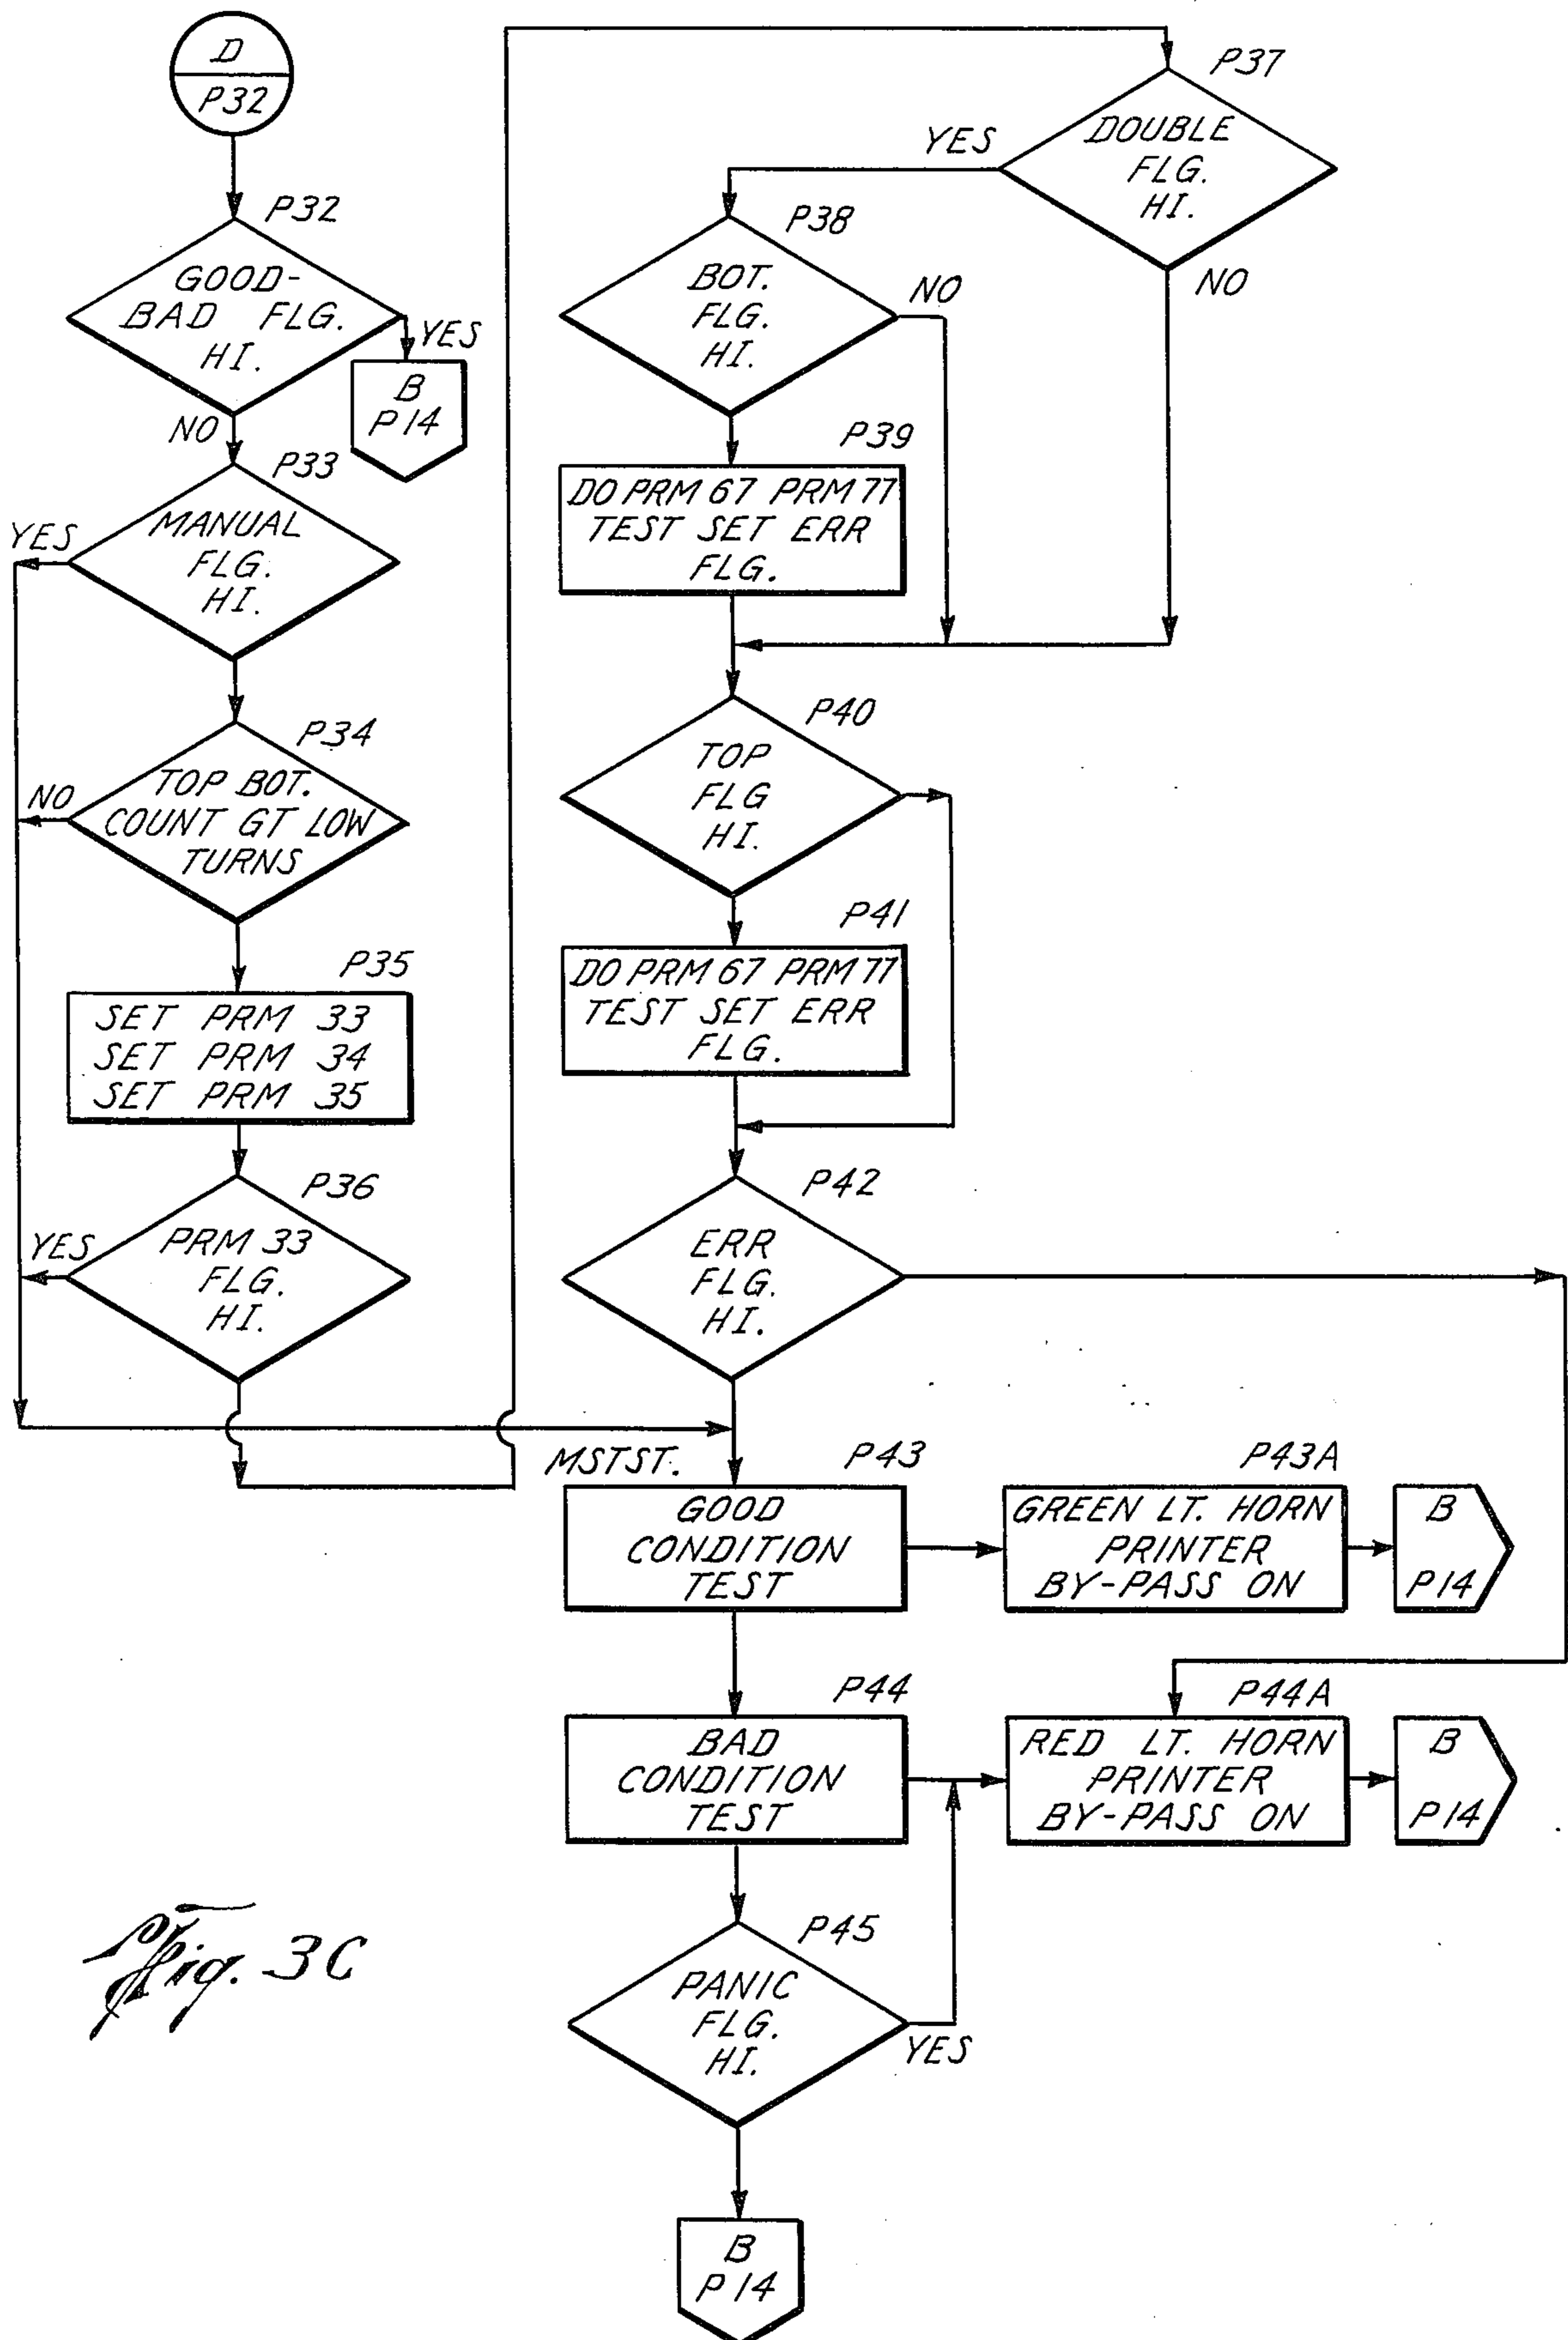 D
P32
P32
GOOD-
BAD FLG.
HI.
YES
B
P14
NO
P33
YES
MANUAL
FLG.
HI.
P34
NO
TOP BOT.
COUNT GT LOW
TURNS
P35
SET PRM 33
SET PRM 34
SET PRM 35
P36
YES
PRM 33
FLG.
HI.
P37
DOUBLE
FLG.
HI.
YES
NO
P38
BOT.
FLG.
HI.
NO
P39
DO PRM 67 PRM 77
TEST SET ERR
FLG.
P40
TOP
FLG
HI.
P41
DO PRM 67 PRM 77
TEST SET ERR
FLG.
P42
ERR
FLG.
HI.
MSTST.
P43
GOOD
CONDITION
TEST
P43A
GREEN LT. HORN
PRINTER
BY-PASS ON
B
P14
P44
BAD
CONDITION
TEST
P44A
RED LT. HORN
PRINTER
BY-PASS ON
B
P14
P45
PANIC
FLG.
HI.
YES
B
P14
Fig. 3C